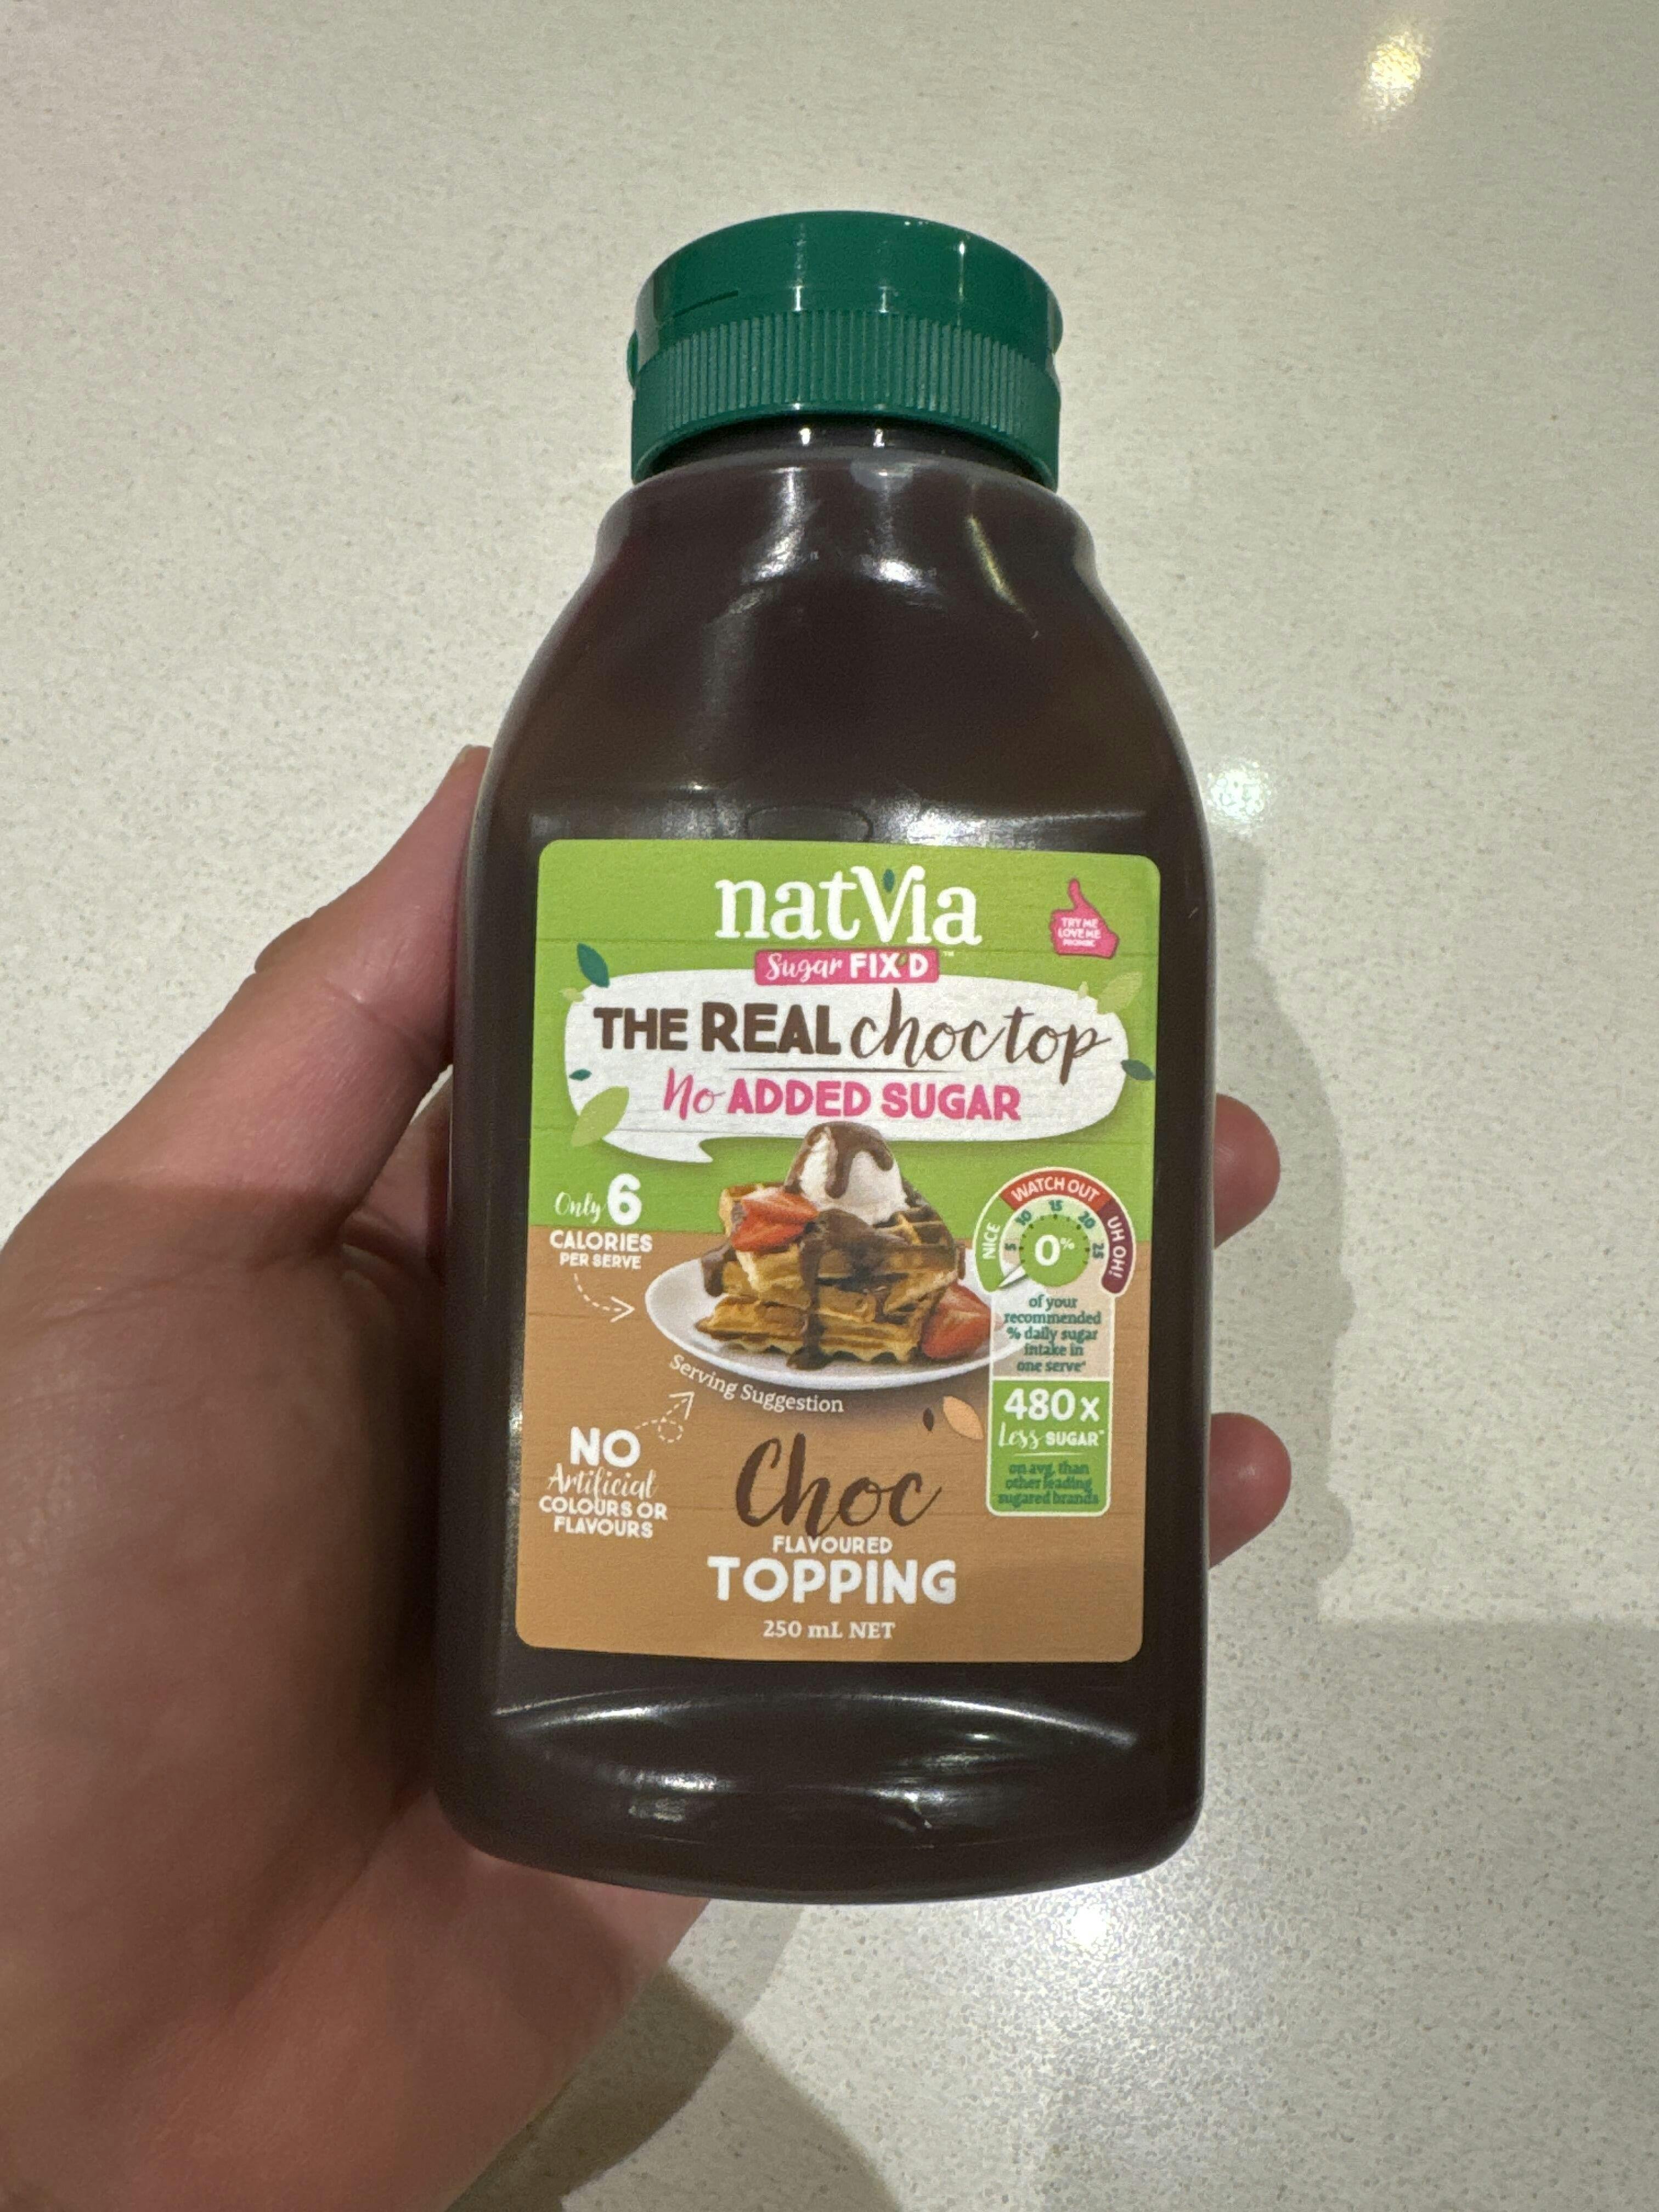 natVia
TRY ME
LOVE ME
PROMISE
Sugar FIX'D™
THE REAL choc top
No ADDED SUGAR
Only 6
CALORIES
PER SERVE
WATCH OUT
NICE
UH OH!
5 10 15 20 25
0%
of your
recommended
% daily sugar
intake in
one serve*
480x
Less SUGAR^
on avg. than
other leading
sugared brands
Serving Suggestion
NO
Artificial
COLOURS OR
FLAVOURS
Choc
FLAVOURED
TOPPING
250 mL NET